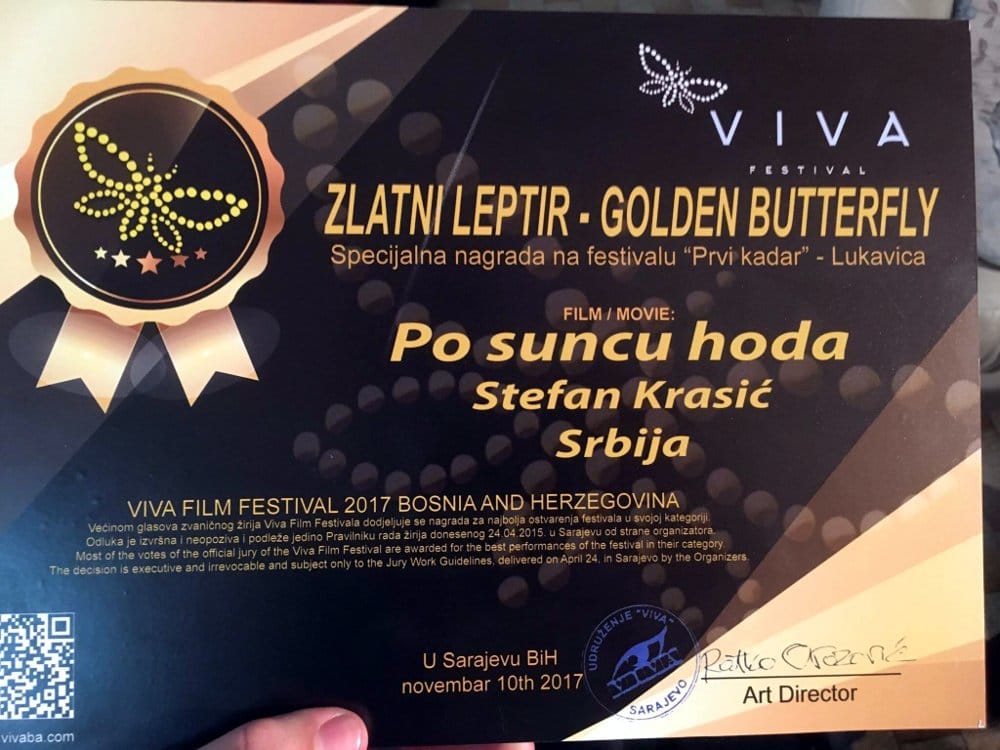 VIVA
FESTIVAL
ZLATNI LEPTIR - GOLDEN BUTTERFLY
Specijalna nagrada na festivalu “Prvi kadar” - Lukavica
FILM / MOVIE:
Po suncu hoda
Stefan Krasić
Srbija
VIVA FILM FESTIVAL 2017 BOSNIA AND HERZEGOVINA
Većinom glasova zvaničnog žirija Viva Film Festivala dodjeljuje se nagrada za najbolja ostvarenja festivala u svojoj kategoriji.
Odluka je izvršna i neopoziva i podleže jedino Pravilniku rada žirija donesenog 24.04.2015. u Sarajevu od strane organizatora.
Most of the votes of the official jury of the Viva Film Festival are awarded for the best performances of the festival in their category.
The decision is executive and irrevocable and subject only to the Jury Work Guidelines, delivered on April 24, in Sarajevo by the Organizers.
U Sarajevu BiH
novembar 10th 2017
UDRUŽENJE "VIVA"
VIVA
SARAJEVO
Ratko
Art Director
vivaba.com